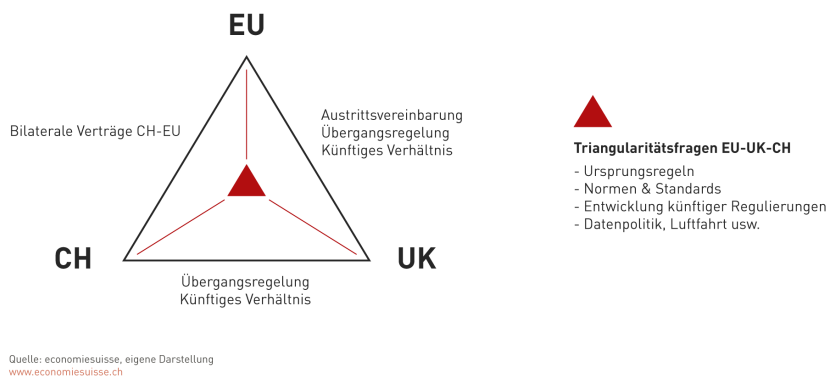 EU
Bilaterale Verträge CH-EU
Austrittsvereinbarung
Übergangsregelung
Künftiges Verhältnis
CH
UK
Übergangsregelung
Künftiges Verhältnis
Triangularitätsfragen EU-UK-CH
- Ursprungsregeln
- Normen & Standards
- Entwicklung künftiger Regulierungen
- Datenpolitik, Luftfahrt usw.
Quelle: economiesuisse, eigene Darstellung
www.economiesuisse.ch